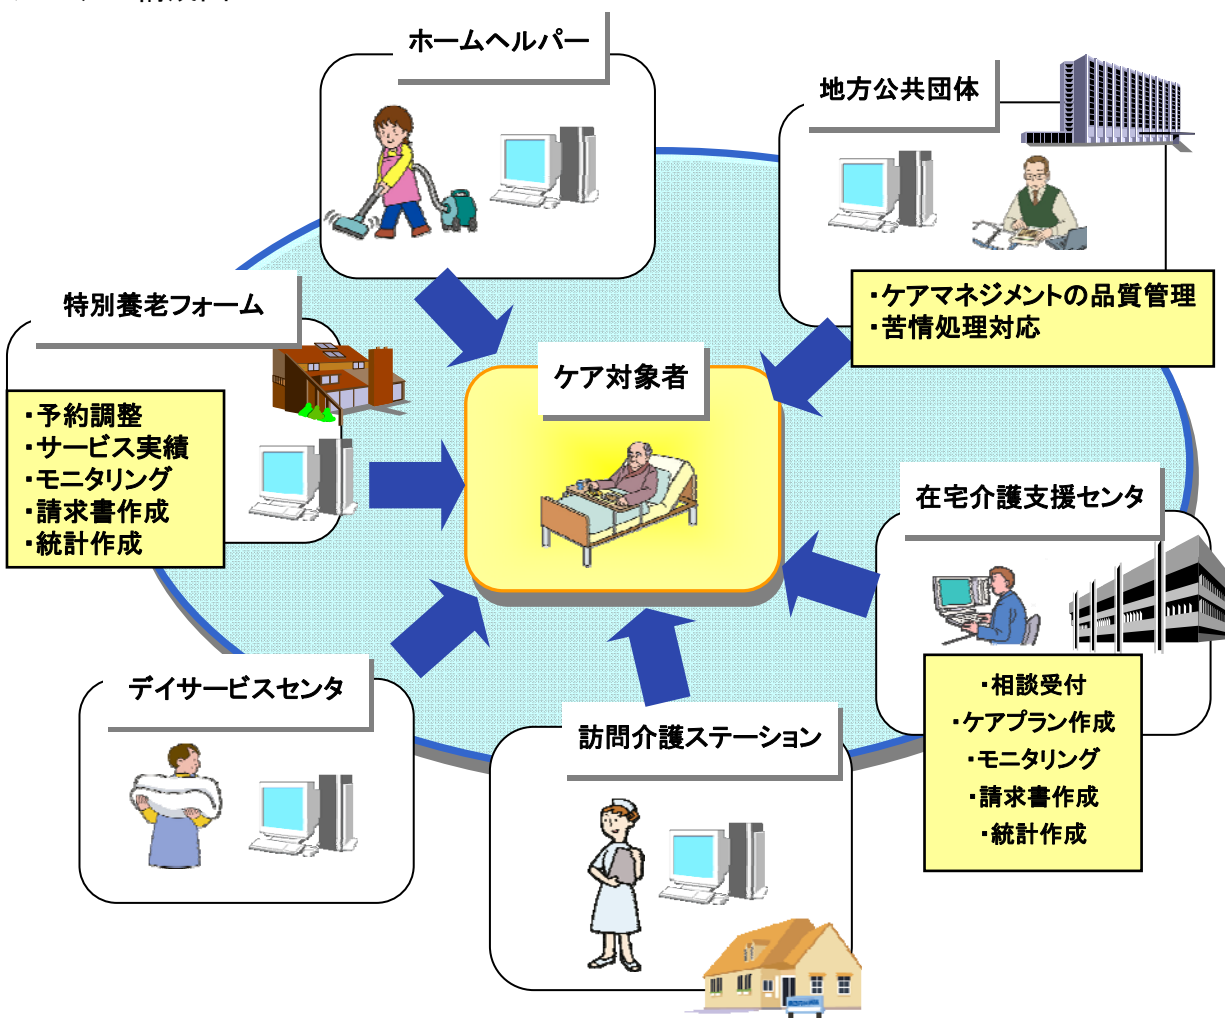 ホームヘルパー
地方公共団体
・ケアマネジメントの品質管理
・苦情処理対応
特別養老フォーム
・予約調整
・サービス実績
・モニタリング
・請求書作成
・統計作成
ケア対象者
在宅介護支援センタ
・相談受付
・ケアプラン作成
・モニタリング
・請求書作成
・統計作成
デイサービスセンタ
訪問介護ステーション